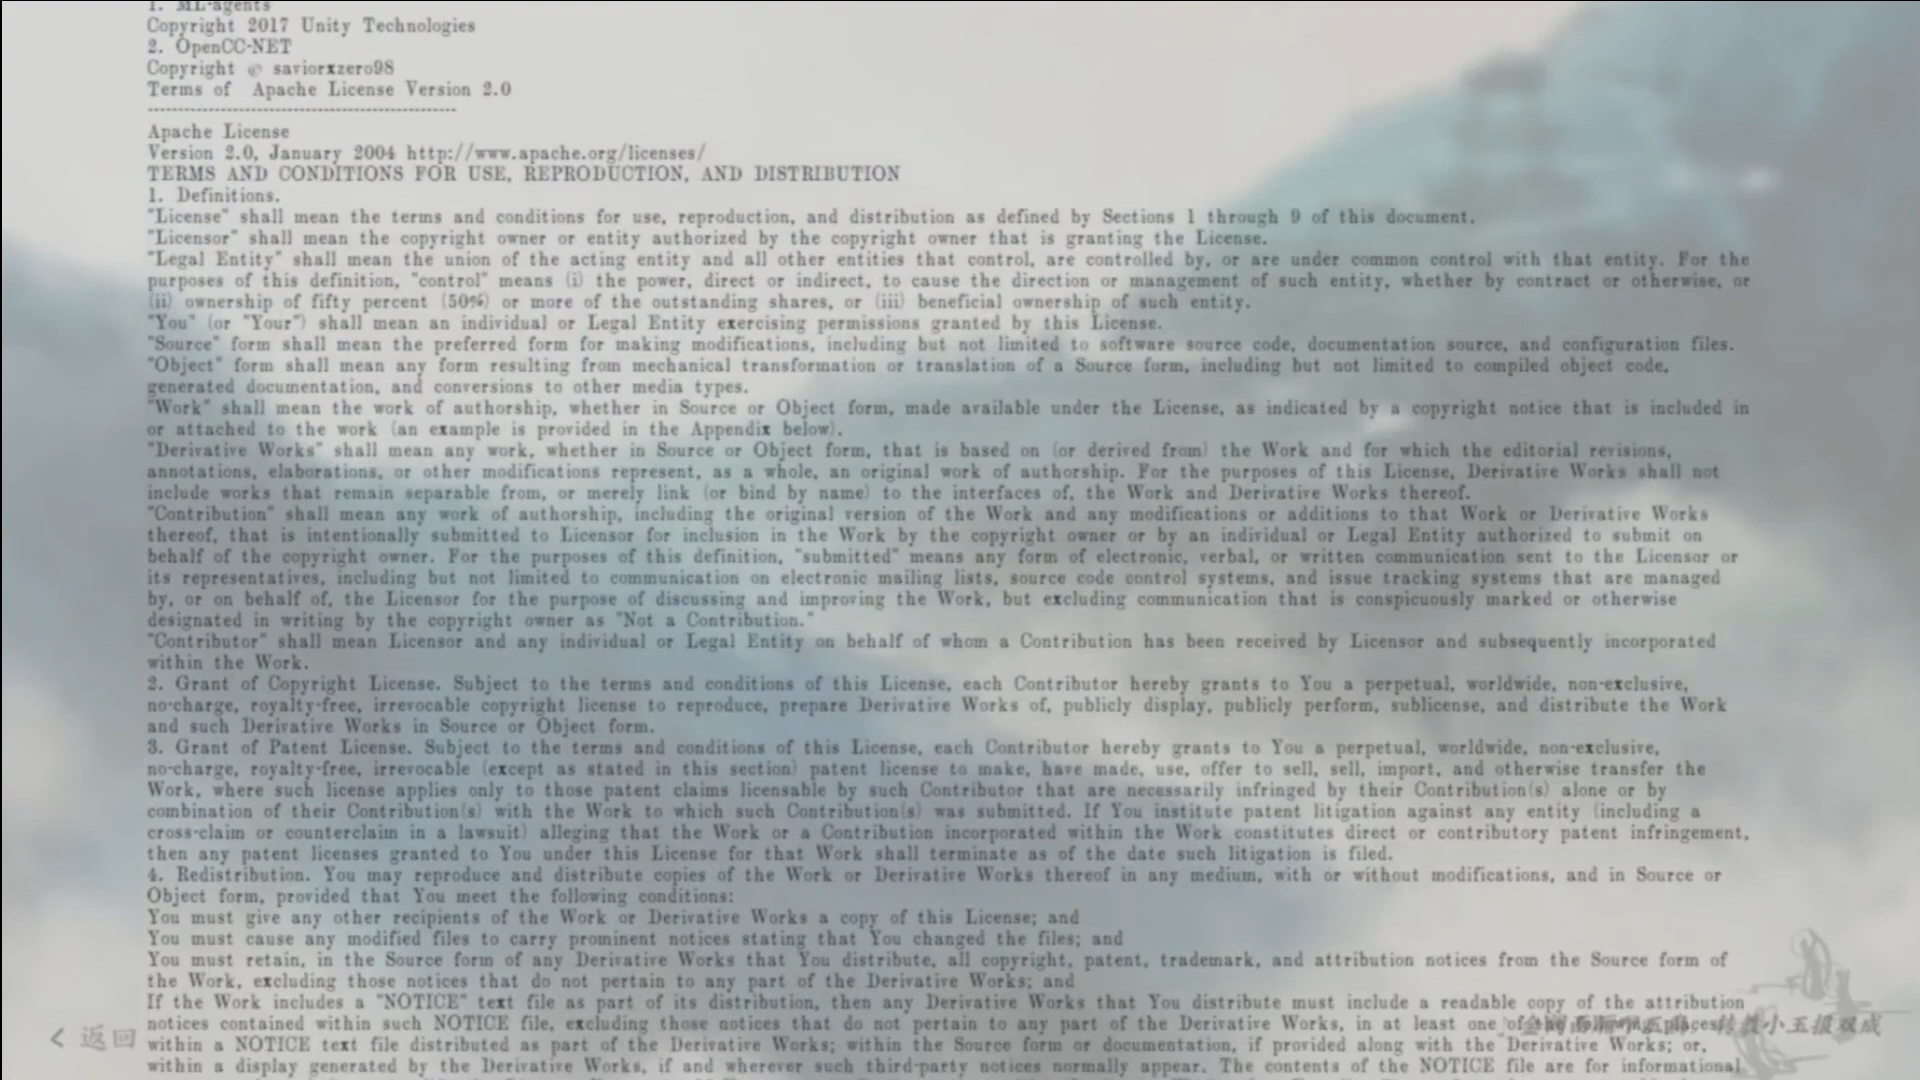 1. ML-agents
Copyright 2017 Unity Technologies
2. OpenCC-NET
Copyright © saviorxzero98
Terms of  Apache License Version 2.0
--------------------------------------------
Apache License
Version 2.0, January 2004 http://www.apache.org/licenses/
TERMS AND CONDITIONS FOR USE, REPRODUCTION, AND DISTRIBUTION
1. Definitions.
"License" shall mean the terms and conditions for use, reproduction, and distribution as defined by Sections 1 through 9 of this document.
"Licensor" shall mean the copyright owner or entity authorized by the copyright owner that is granting the License.
"Legal Entity" shall mean the union of the acting entity and all other entities that control, are controlled by, or are under common control with that entity. For the
purposes of this definition, "control" means (i) the power, direct or indirect, to cause the direction or management of such entity, whether by contract or otherwise, or
(ii) ownership of fifty percent (50%) or more of the outstanding shares, or (iii) beneficial ownership of such entity.
"You" (or "Your") shall mean an individual or Legal Entity exercising permissions granted by this License.
"Source" form shall mean the preferred form for making modifications, including but not limited to software source code, documentation source, and configuration files.
"Object" form shall mean any form resulting from mechanical transformation or translation of a Source form, including but not limited to compiled object code,
generated documentation, and conversions to other media types.
"Work" shall mean the work of authorship, whether in Source or Object form, made available under the License, as indicated by a copyright notice that is included in
or attached to the work (an example is provided in the Appendix below).
"Derivative Works" shall mean any work, whether in Source or Object form, that is based on (or derived from) the Work and for which the editorial revisions,
annotations, elaborations, or other modifications represent, as a whole, an original work of authorship. For the purposes of this License, Derivative Works shall not
include works that remain separable from, or merely link (or bind by name) to the interfaces of, the Work and Derivative Works thereof.
"Contribution" shall mean any work of authorship, including the original version of the Work and any modifications or additions to that Work or Derivative Works
thereof, that is intentionally submitted to Licensor for inclusion in the Work by the copyright owner or by an individual or Legal Entity authorized to submit on
behalf of the copyright owner. For the purposes of this definition, "submitted" means any form of electronic, verbal, or written communication sent to the Licensor or
its representatives, including but not limited to communication on electronic mailing lists, source code control systems, and issue tracking systems that are managed
by, or on behalf of, the Licensor for the purpose of discussing and improving the Work, but excluding communication that is conspicuously marked or otherwise
designated in writing by the copyright owner as "Not a Contribution."
"Contributor" shall mean Licensor and any individual or Legal Entity on behalf of whom a Contribution has been received by Licensor and subsequently incorporated
within the Work.
2. Grant of Copyright License. Subject to the terms and conditions of this License, each Contributor hereby grants to You a perpetual, worldwide, non-exclusive,
no-charge, royalty-free, irrevocable copyright license to reproduce, prepare Derivative Works of, publicly display, publicly perform, sublicense, and distribute the Work
and such Derivative Works in Source or Object form.
3. Grant of Patent License. Subject to the terms and conditions of this License, each Contributor hereby grants to You a perpetual, worldwide, non-exclusive,
no-charge, royalty-free, irrevocable (except as stated in this section) patent license to make, have made, use, offer to sell, sell, import, and otherwise transfer the
Work, where such license applies only to those patent claims licensable by such Contributor that are necessarily infringed by their Contribution(s) alone or by
combination of their Contribution(s) with the Work to which such Contribution(s) was submitted. If You institute patent litigation against any entity (including a
cross-claim or counterclaim in a lawsuit) alleging that the Work or a Contribution incorporated within the Work constitutes direct or contributory patent infringement,
then any patent licenses granted to You under this License for that Work shall terminate as of the date such litigation is filed.
4. Redistribution. You may reproduce and distribute copies of the Work or Derivative Works thereof in any medium, with or without modifications, and in Source or
Object form, provided that You meet the following conditions:
You must give any other recipients of the Work or Derivative Works a copy of this License; and
You must cause any modified files to carry prominent notices stating that You changed the files; and
You must retain, in the Source form of any Derivative Works that You distribute, all copyright, patent, trademark, and attribution notices from the Source form of
the Work, excluding those notices that do not pertain to any part of the Derivative Works; and
If the Work includes a "NOTICE" text file as part of its distribution, then any Derivative Works that You distribute must include a readable copy of the attribution
notices contained within such NOTICE file, excluding those notices that do not pertain to any part of the Derivative Works, in at least one of the following places:
< 返回
小玉报双成
within a NOTICE text file distributed as part of the Derivative Works; within the Source form or documentation, if provided along with the Derivative Works; or,
within a display generated by the Derivative Works, if and wherever such third-party notices normally appear. The contents of the NOTICE file are for informational